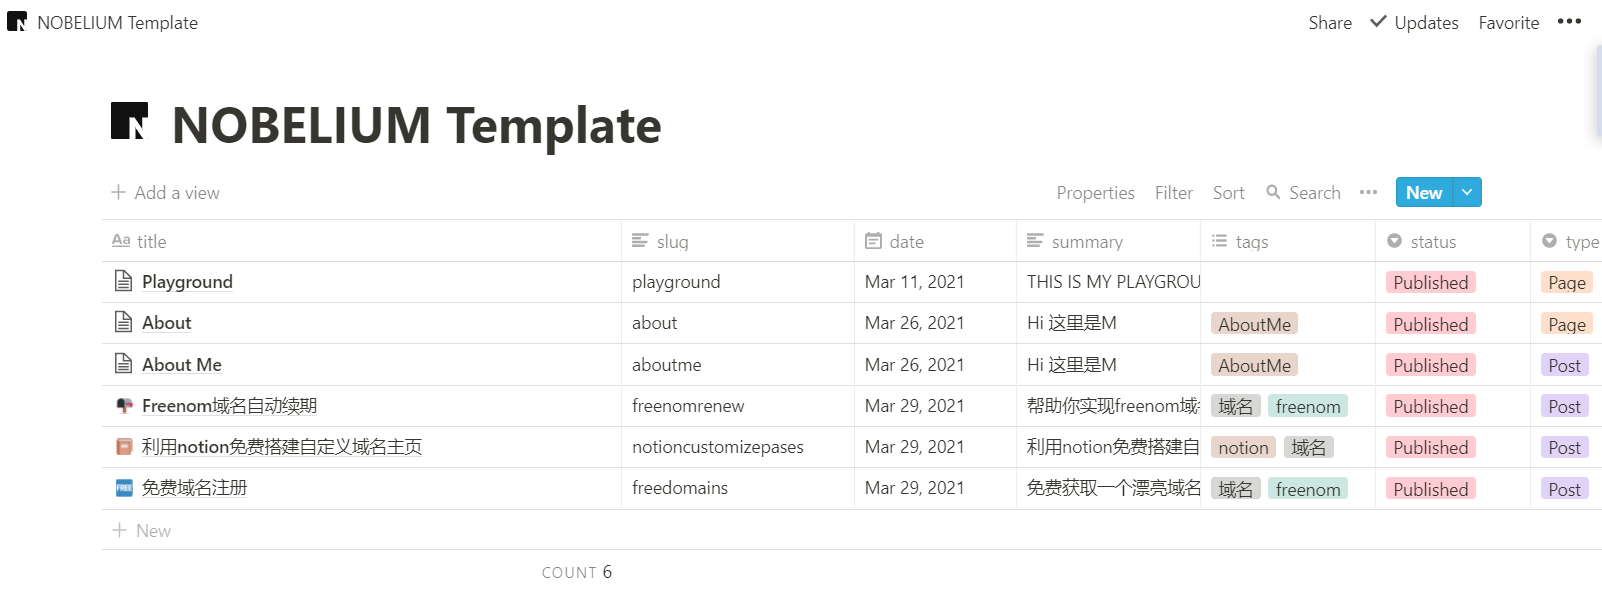 NOBELIUM Template Share Updates Favorite
NOBELIUM Template
Add a view Properties Filter Sort Search New
Aa title slug date summary tags status type
Playground playground Mar 11, 2021 THIS IS MY PLAYGROU Published Page
About about Mar 26, 2021 Hi 这里是M AboutMe Published Page
About Me aboutme Mar 26, 2021 Hi 这里是M AboutMe Published Post
Freenom域名自动续期 freenomrenew Mar 29, 2021 帮助你实现freenom域 域名 freenom Published Post
利用notion免费搭建自定义域名主页 notioncustomizepases Mar 29, 2021 利用notion免费搭建自 notion 域名 Published Post
FREE 免费域名注册 freedomains Mar 29, 2021 免费获取一个漂亮域名 域名 freenom Published Post
New
COUNT 6